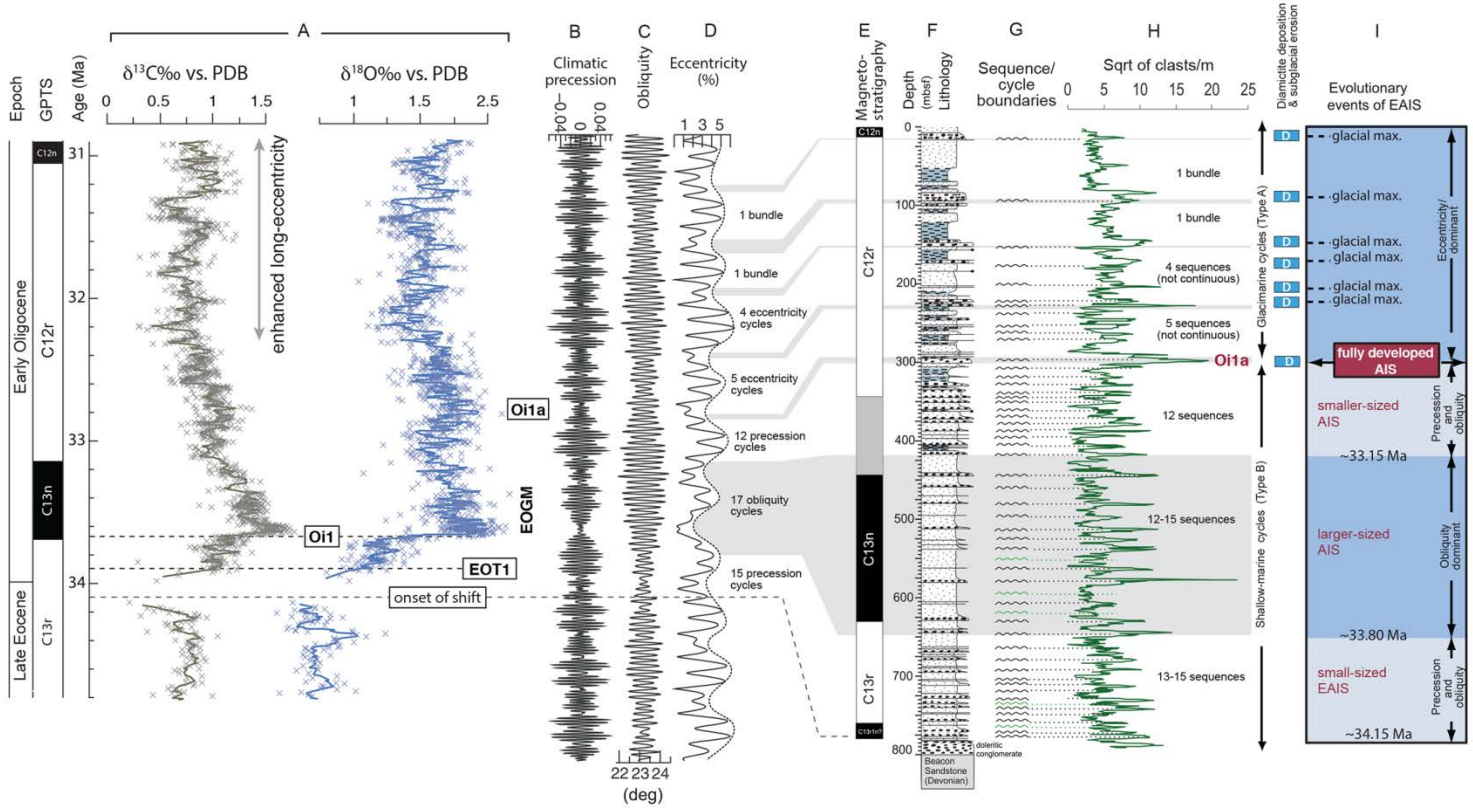 A
B
C
D
E
F
G
H
I
δ13C‰ vs. PDB
δ18O‰ vs. PDB
Climatic
precession
Obliquity
Eccentricity
(%)
Magneto-
stratigraphy
Depth
(mbsf)
Lithology
Sequence/
cycle
boundaries
Sqrt of clasts/m
Diamictite deposition
& subglacial erosion
Evolutionary
events of EAIS
Epoch
GPTS
Age (Ma)
0 0.5 1 1.5
1 1.5 2.5
-0.04 0 0.04
1 3 5
0 5 10 15 20 25
31
32
33
34
Early Oligocene
Late Eocene
C12n
C12r
C13n
C13r
enhanced long-eccentricity
Oi1a
EOGM
Oi1
EOT1
onset of shift
22 23 24
(deg)
1 bundle
1 bundle
4 eccentricity
cycles
5 eccentricity
cycles
12 precession
cycles
17 obliquity
cycles
15 precession
cycles
C12n
C12r
C13n
C13r
0
100
200
300
400
500
600
700
800
doleritic
conglomerate
Beacon
Sandstone
(Devonian)
1 bundle
1 bundle
4 sequences
(not continuous)
5 sequences
(not continuous)
Oi1a
12 sequences
12-15 sequences
13-15 sequences
Glacimarine cycles (Type A)
Shallow-marine cycles (Type B)
D
D
D
D
D
D
D
glacial max.
glacial max.
glacial max.
glacial max.
glacial max.
glacial max.
Eccentricity/
dominant
fully developed
AIS
smaller-sized
AIS
Precession
and
obliquity
~33.15 Ma
larger-sized
AIS
Obliquity
dominant
~33.80 Ma
small-sized
EAIS
Precession
and
obliquity
~34.15 Ma